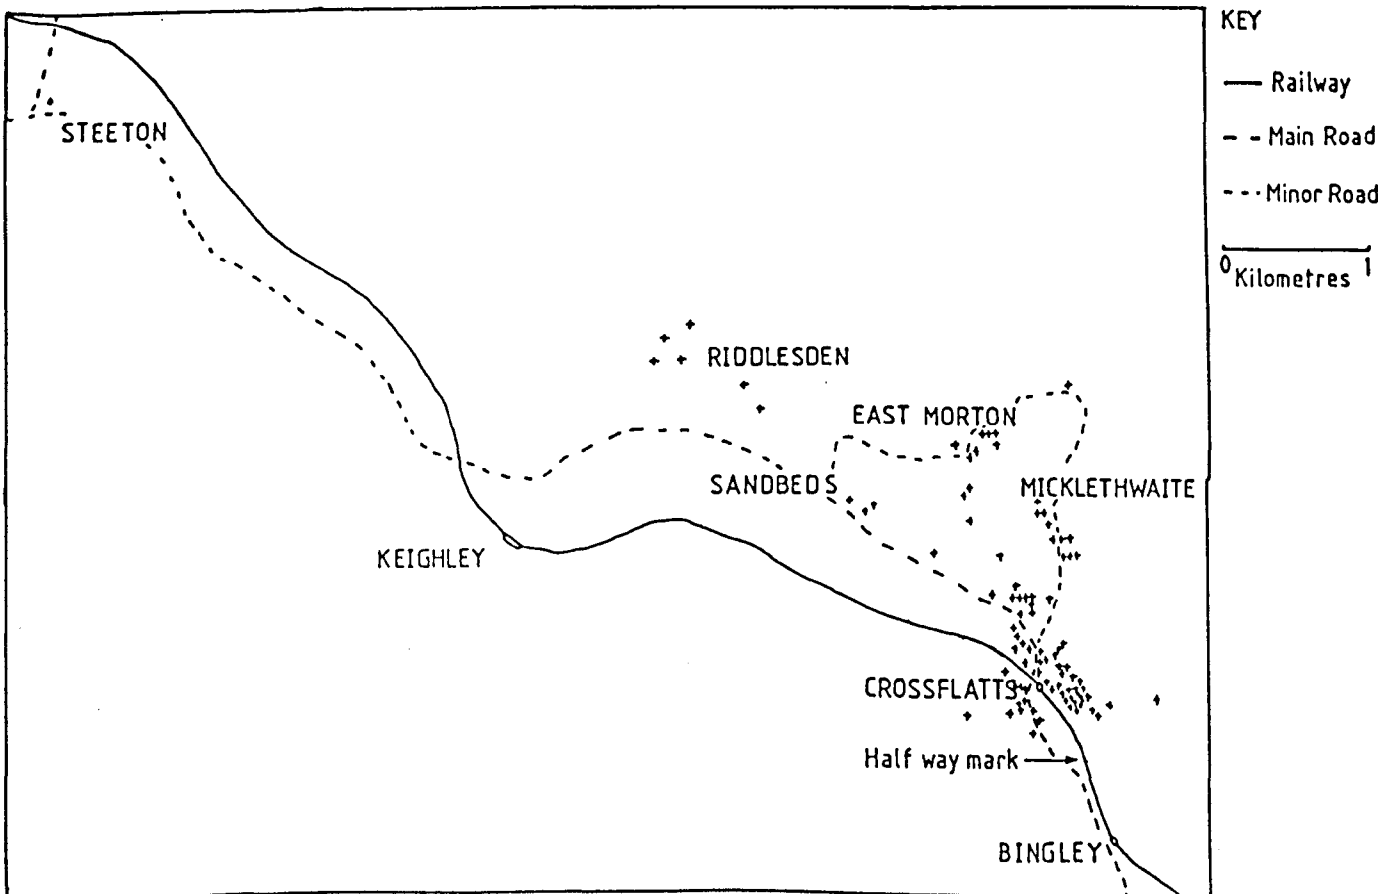 KEY
Railway
Main Road
Minor Road
0 1
Kilometres
STEETON
RIDDLESDEN
EAST MORTON
SANDBEDS
MICKLETHWAITE
KEIGHLEY
CROSSFLATTS
Half way mark
BINGLEY